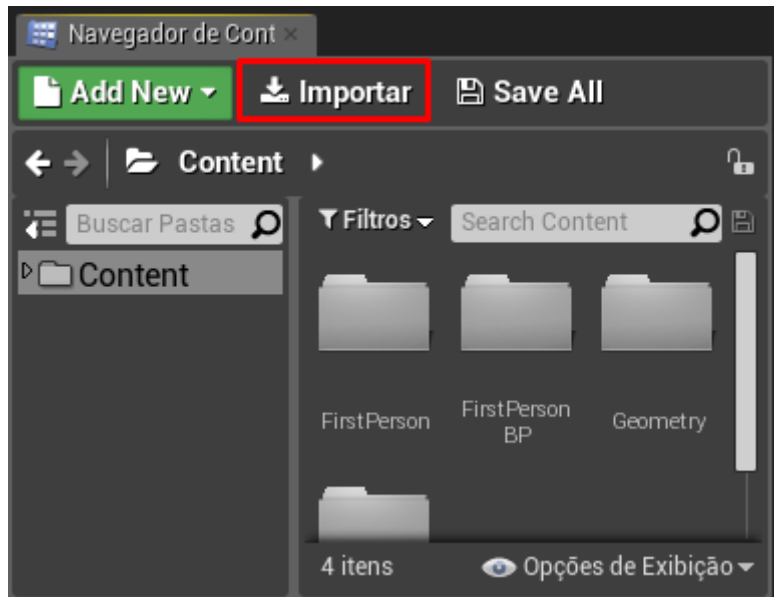 Navegador de Cont
Add New Importar Save All
Content
Buscar Pastas Filtros Search Content
Content
FirstPerson FirstPerson Geometry
BP
4 itens Opções de Exibição